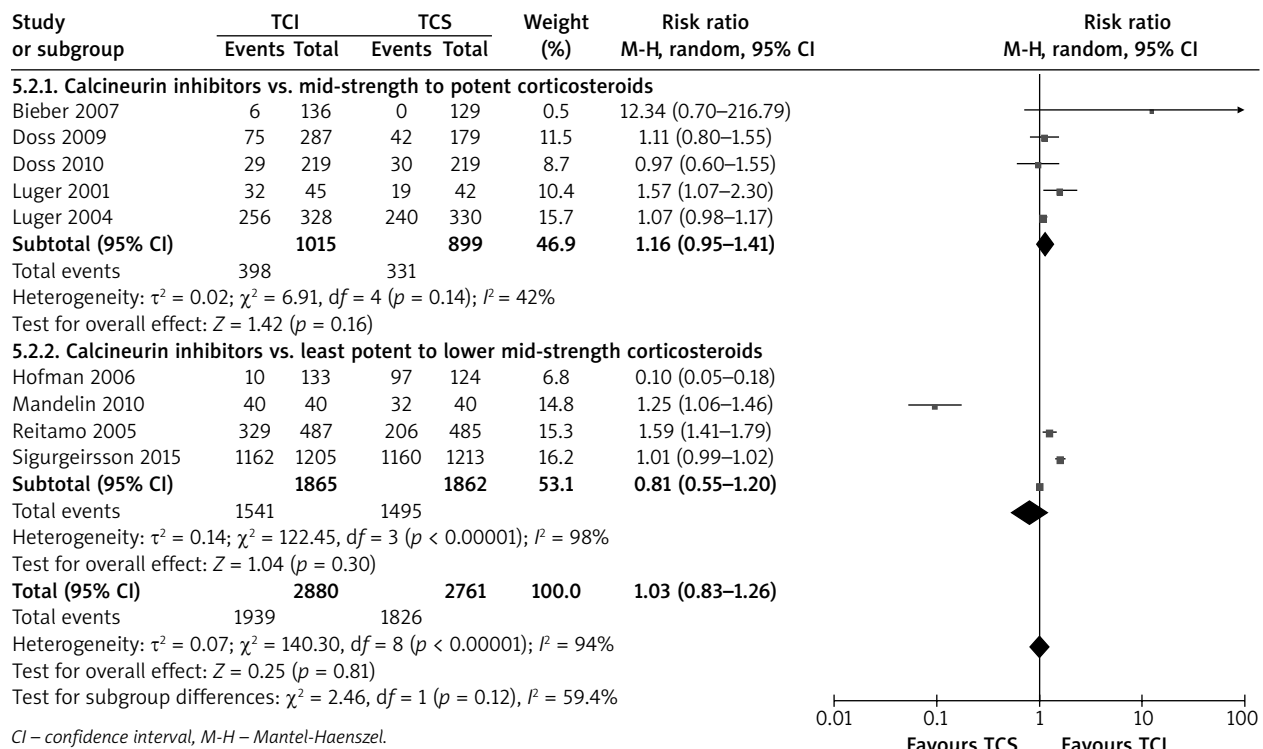 Study TCI TCS Weight Risk ratio Risk ratio
or subgroup Events Total Events Total (%) M-H, random, 95% CI M-H, random, 95% CI
5.2.1. Calcineurin inhibitors vs. mid-strength to potent corticosteroids
Bieber 2007 6 136 0 129 0.5 12.34 (0.70–216.79)
Doss 2009 75 287 42 179 11.5 1.11 (0.80–1.55)
Doss 2010 29 219 30 219 8.7 0.97 (0.60–1.55)
Luger 2001 32 45 19 42 10.4 1.57 (1.07–2.30)
Luger 2004 256 328 240 330 15.7 1.07 (0.98–1.17)
Subtotal (95% CI) 1015 899 46.9 1.16 (0.95–1.41)
Total events 398 331
Heterogeneity: τ² = 0.02; χ² = 6.91, df = 4 (p = 0.14); I² = 42%
Test for overall effect: Z = 1.42 (p = 0.16)
5.2.2. Calcineurin inhibitors vs. least potent to lower mid-strength corticosteroids
Hofman 2006 10 133 97 124 6.8 0.10 (0.05–0.18)
Mandelin 2010 40 40 32 40 14.8 1.25 (1.06–1.46)
Reitamo 2005 329 487 206 485 15.3 1.59 (1.41–1.79)
Sigurgeirsson 2015 1162 1205 1160 1213 16.2 1.01 (0.99–1.02)
Subtotal (95% CI) 1865 1862 53.1 0.81 (0.55–1.20)
Total events 1541 1495
Heterogeneity: τ² = 0.14; χ² = 122.45, df = 3 (p < 0.00001); I² = 98%
Test for overall effect: Z = 1.04 (p = 0.30)
Total (95% CI) 2880 2761 100.0 1.03 (0.83–1.26)
Total events 1939 1826
Heterogeneity: τ² = 0.07; χ² = 140.30, df = 8 (p < 0.00001); I² = 94%
Test for overall effect: Z = 0.25 (p = 0.81)
Test for subgroup differences: χ² = 2.46, df = 1 (p = 0.12), I² = 59.4%
0.01 0.1 1 10 100
Favours TCS Favours TCI
CI – confidence interval, M-H – Mantel-Haenszel.